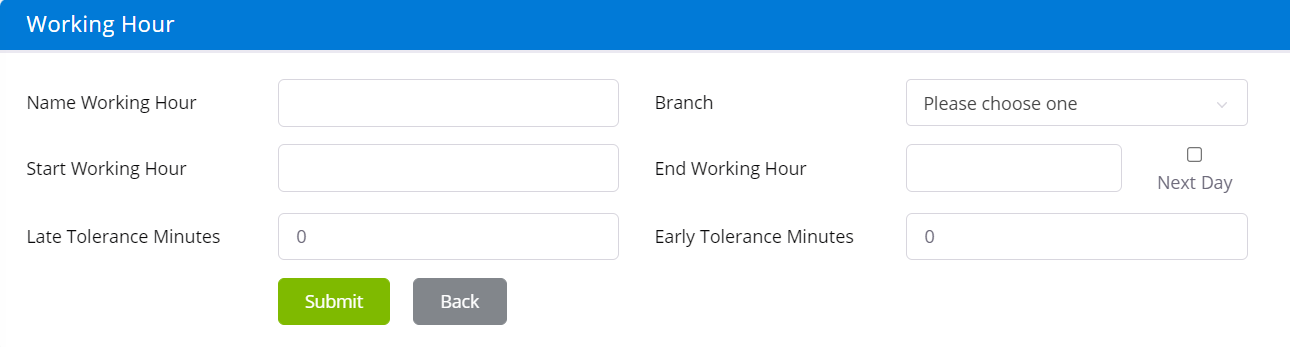 Working Hour
Name Working Hour
Branch
Please choose one
Start Working Hour
End Working Hour
Next Day
Late Tolerance Minutes
0
Early Tolerance Minutes
0
Submit
Back